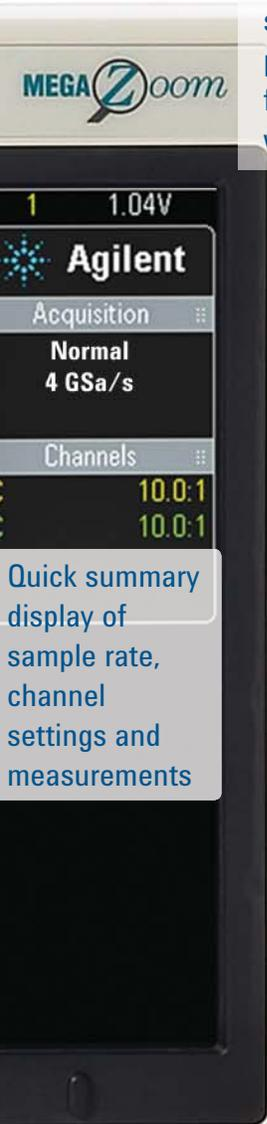 MEGA Zoom
1 1.04V
Agilent
Acquisition
Normal
4 GSa/s
Channels
10.0:1
10.0:1
Quick summary
display of
sample rate,
channel
settings and
measurements